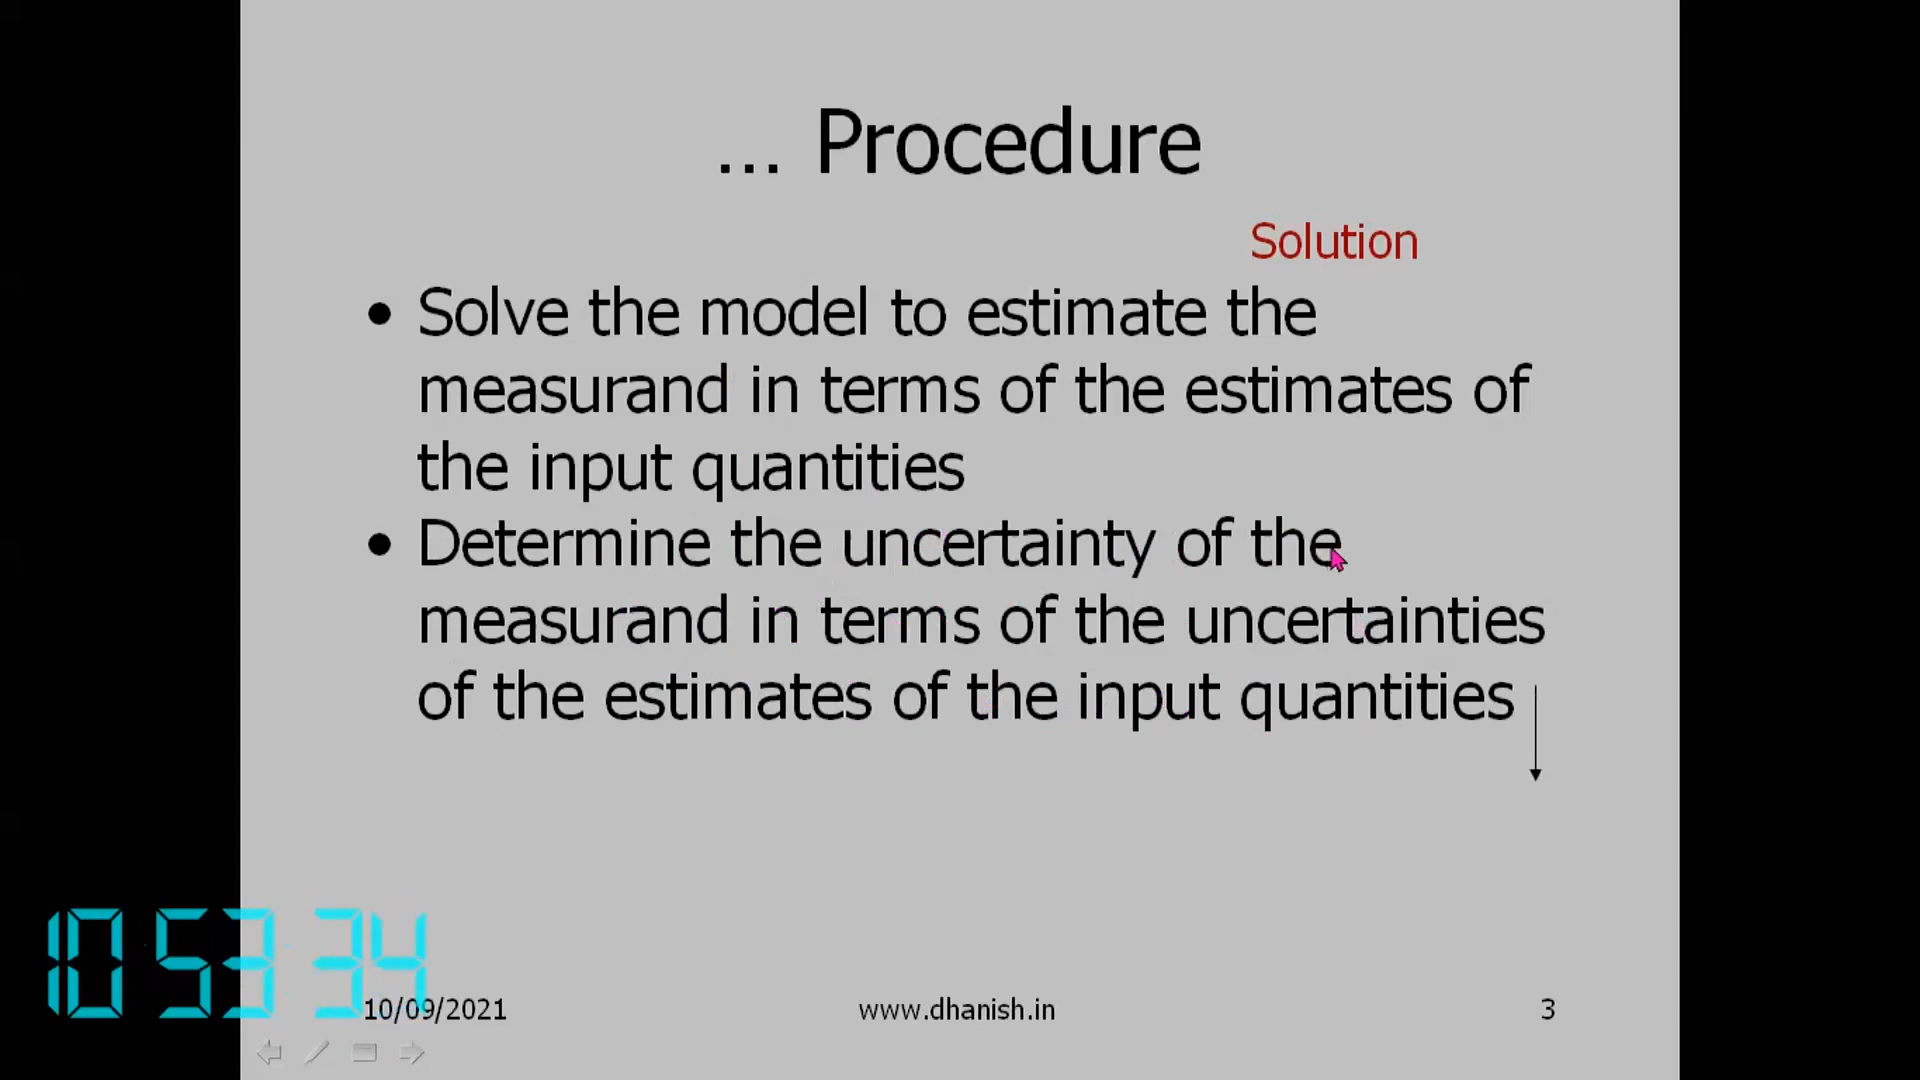 ... Procedure
Solution
• Solve the model to estimate the
measurand in terms of the estimates of
the input quantities
• Determine the uncertainty of the
measurand in terms of the uncertainties
of the estimates of the input quantities
10 53 34
10/09/2021
www.dhanish.in
3